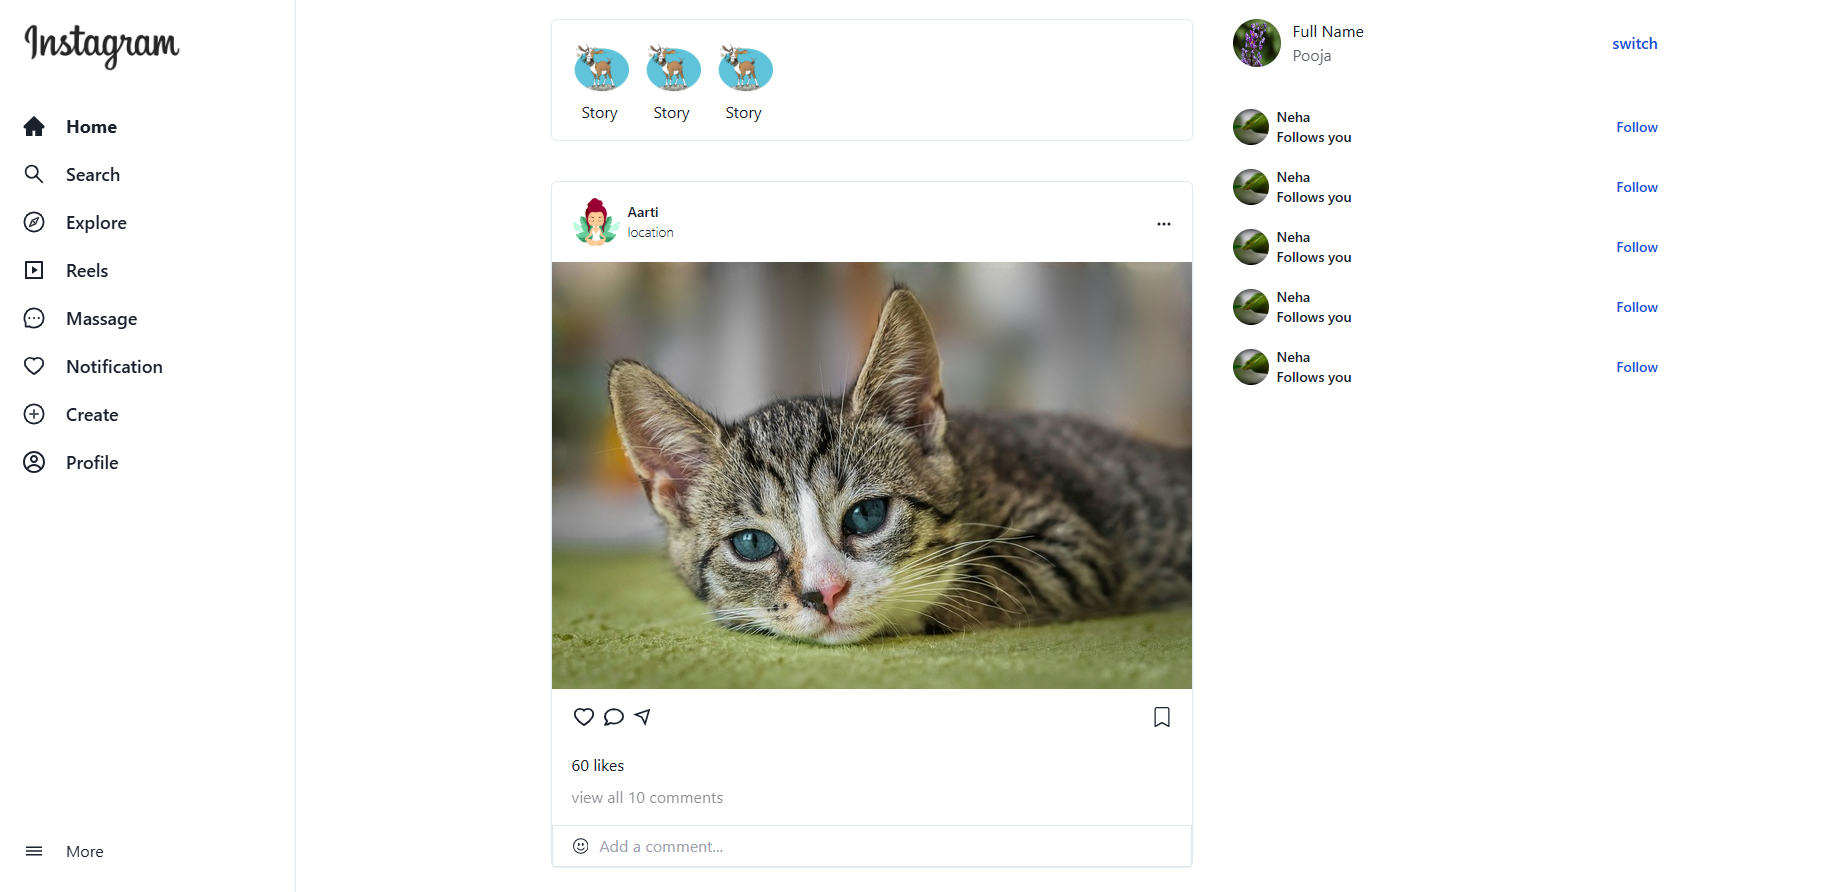 Instagram
Home
Search
Explore
Reels
Massage
Notification
Create
Profile
More
Story Story Story
Aarti
location
60 likes
view all 10 comments
Add a comment...
Full Name
Pooja
switch
Neha
Follows you
Follow
Neha
Follows you
Follow
Neha
Follows you
Follow
Neha
Follows you
Follow
Neha
Follows you
Follow